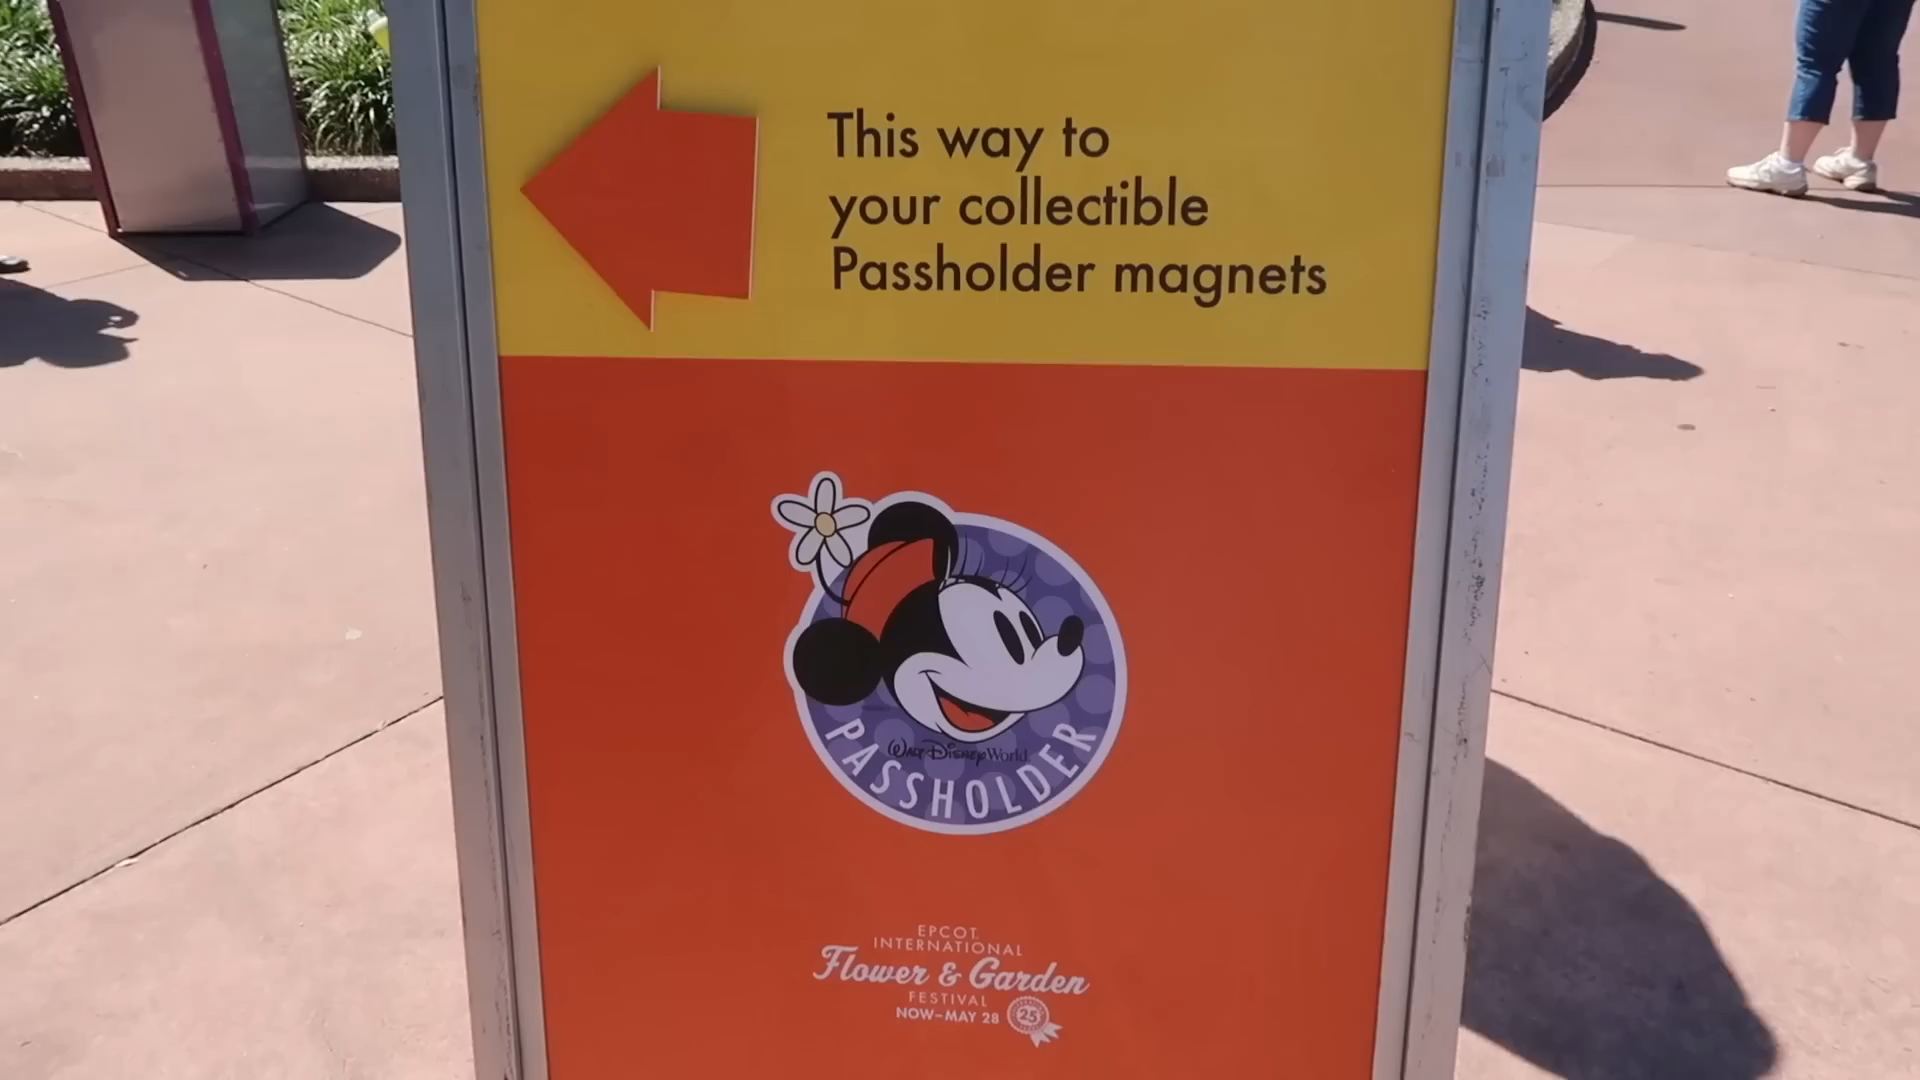 This way to
your collectible
Passholder magnets
Walt Disney World
PASSHOLDER
EPCOT
INTERNATIONAL
Flower & Garden
FESTIVAL
NOW–MAY 28
25